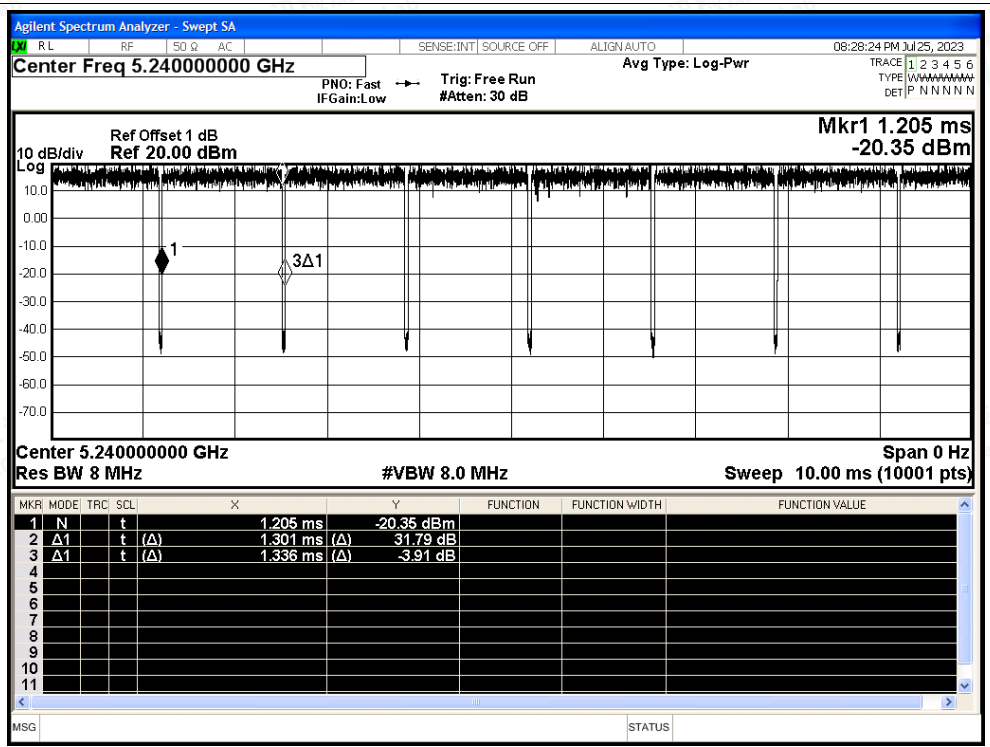 Agilent Spectrum Analyzer - Swept SA
LXI RL RF 50 Ω AC SENSE:INT SOURCE OFF ALIGN AUTO 08:28:24 PM Jul 25, 2023
Center Freq 5.240000000 GHz
PNO: Fast
IFGain:Low
Trig: Free Run
#Atten: 30 dB
Avg Type: Log-Pwr
TRACE 1 2 3 4 5 6
TYPE W
DET P N N N N N
Mkr1 1.205 ms
-20.35 dBm
Ref Offset 1 dB
10 dB/div Ref 20.00 dBm
Log
10.0
0.00
-10.0
-20.0
-30.0
-40.0
-50.0
-60.0
-70.0
1
3Δ1
Center 5.240000000 GHz Span 0 Hz
Res BW 8 MHz #VBW 8.0 MHz Sweep 10.00 ms (10001 pts)
MKR MODE TRC SCL X Y FUNCTION FUNCTION WIDTH FUNCTION VALUE
1 N t 1.205 ms -20.35 dBm
2 Δ1 t (Δ) 1.301 ms (Δ) 31.79 dB
3 Δ1 t (Δ) 1.336 ms (Δ) -3.91 dB
4
5
6
7
8
9
10
11
MSG STATUS